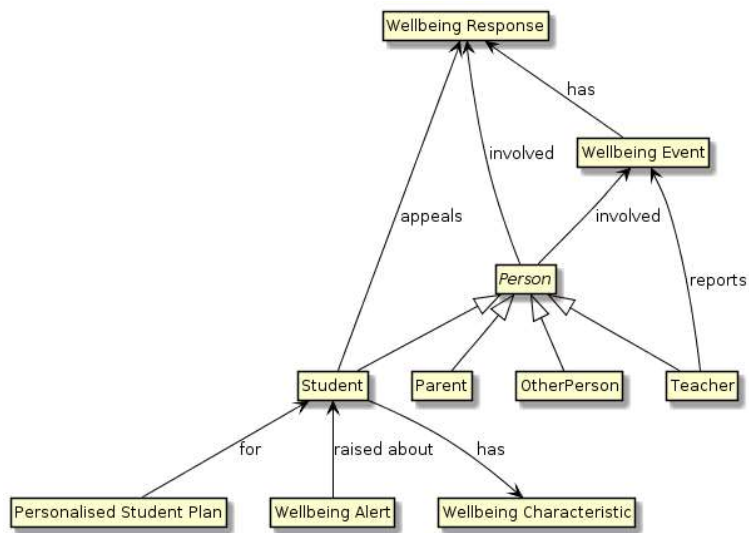 Wellbeing Response
has
Wellbeing Event
involved
appeals
involved
Person
reports
Student
Parent
OtherPerson
Teacher
for
raised about
has
Personalised Student Plan
Wellbeing Alert
Wellbeing Characteristic